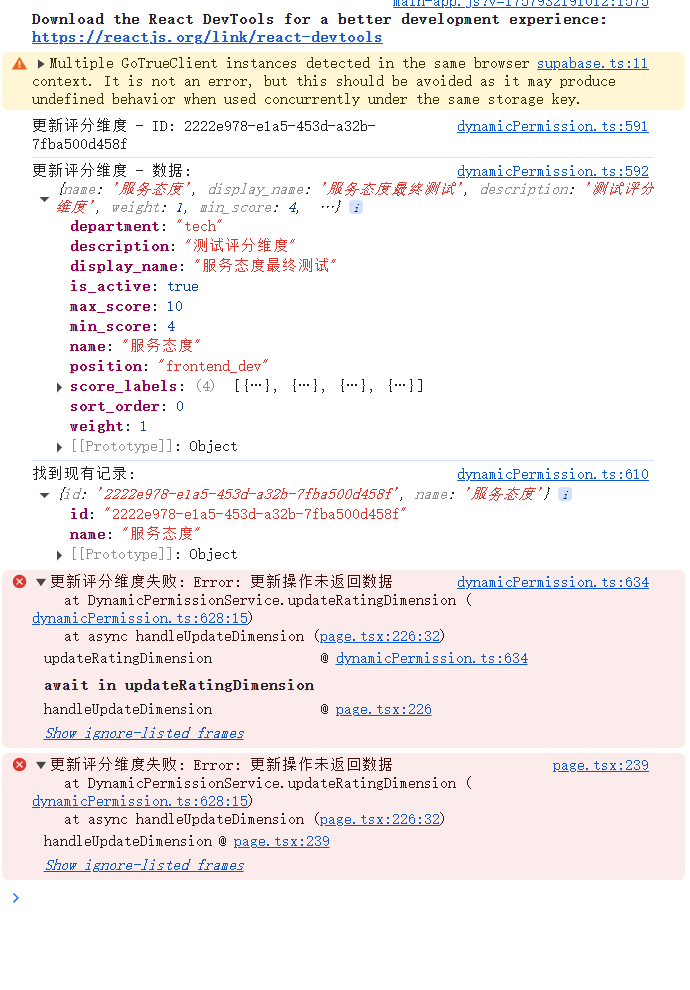 main-app.js?v=1757932191012:1575
Download the React DevTools for a better development experience:
https://reactjs.org/link/react-devtools
Multiple GoTrueClient instances detected in the same browser supabase.ts:11
context. It is not an error, but this should be avoided as it may produce
undefined behavior when used concurrently under the same storage key.
更新评分维度 - ID: 2222e978-e1a5-453d-a32b- dynamicPermission.ts:591
7fba500d458f
更新评分维度 - 数据: dynamicPermission.ts:592
{name: '服务态度', display_name: '服务态度最终测试', description: '测试评分
维度', weight: 1, min_score: 4, …}
department: "tech"
description: "测试评分维度"
display_name: "服务态度最终测试"
is_active: true
max_score: 10
min_score: 4
name: "服务态度"
position: "frontend_dev"
score_labels: (4) [{…}, {…}, {…}, {…}]
sort_order: 0
weight: 1
[[Prototype]]: Object
找到现有记录: dynamicPermission.ts:610
{id: '2222e978-e1a5-453d-a32b-7fba500d458f', name: '服务态度'}
id: "2222e978-e1a5-453d-a32b-7fba500d458f"
name: "服务态度"
[[Prototype]]: Object
更新评分维度失败: Error: 更新操作未返回数据 dynamicPermission.ts:634
at DynamicPermissionService.updateRatingDimension (
dynamicPermission.ts:628:15)
at async handleUpdateDimension (page.tsx:226:32)
updateRatingDimension @ dynamicPermission.ts:634
await in updateRatingDimension
handleUpdateDimension @ page.tsx:226
Show ignore-listed frames
更新评分维度失败: Error: 更新操作未返回数据 page.tsx:239
at DynamicPermissionService.updateRatingDimension (
dynamicPermission.ts:628:15)
at async handleUpdateDimension (page.tsx:226:32)
handleUpdateDimension @ page.tsx:239
Show ignore-listed frames